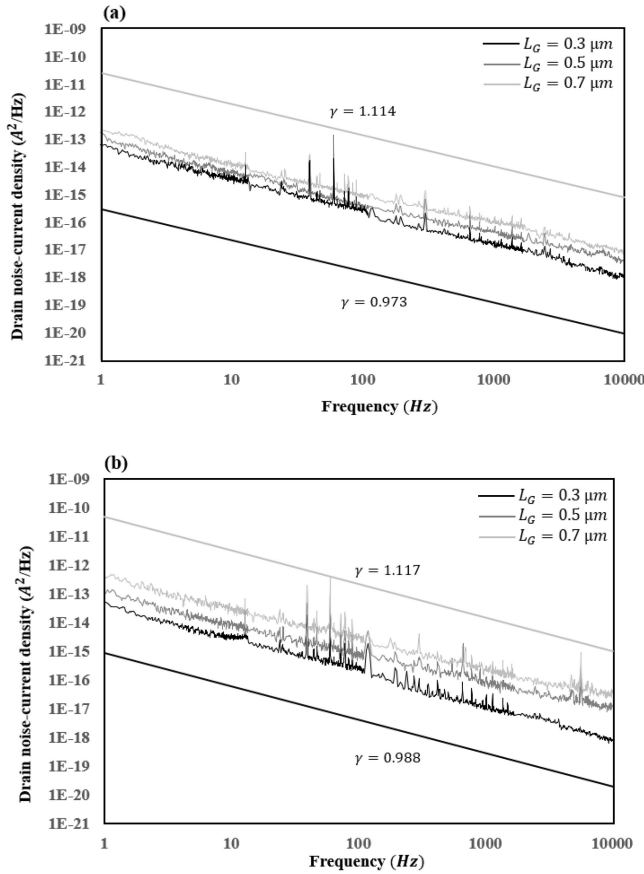 (a)
Drain noise-current density (A²/Hz)
1E-09
1E-10
1E-11
1E-12
1E-13
1E-14
1E-15
1E-16
1E-17
1E-18
1E-19
1E-20
1E-21
L_G = 0.3 μm
L_G = 0.5 μm
L_G = 0.7 μm
γ = 1.114
γ = 0.973
1 10 100 1000 10000
Frequency (Hz)
(b)
Drain noise-current density (A²/Hz)
1E-09
1E-10
1E-11
1E-12
1E-13
1E-14
1E-15
1E-16
1E-17
1E-18
1E-19
1E-20
1E-21
L_G = 0.3 μm
L_G = 0.5 μm
L_G = 0.7 μm
γ = 1.117
γ = 0.988
1 10 100 1000 10000
Frequency (Hz)